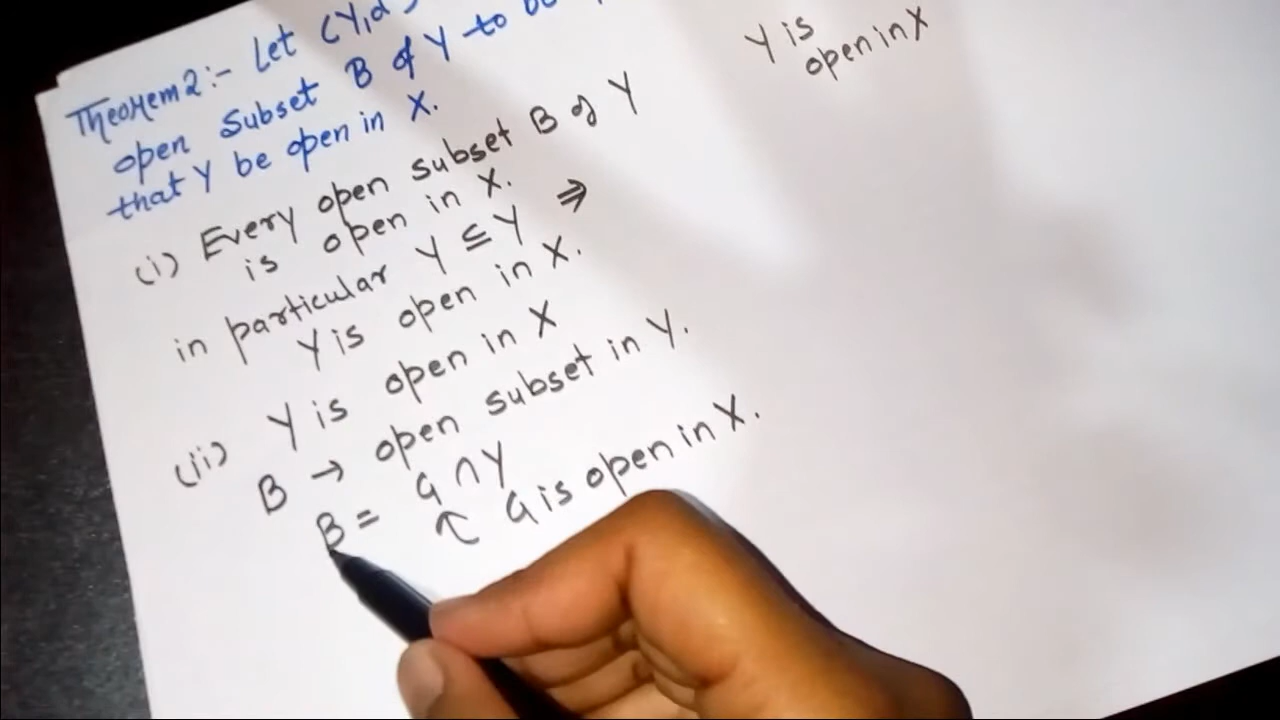 Theorem 2:- Let (Y,d)
open subset B of Y to be
that Y be open in X.
Y is
open in X
(i) Every open subset B of Y
is open in X.
in particular Y ⊆ Y ⇒
Y is open in X.
(ii) Y is open in X
B → open subset in Y.
B = G ∩ Y
↖ G is open in X.